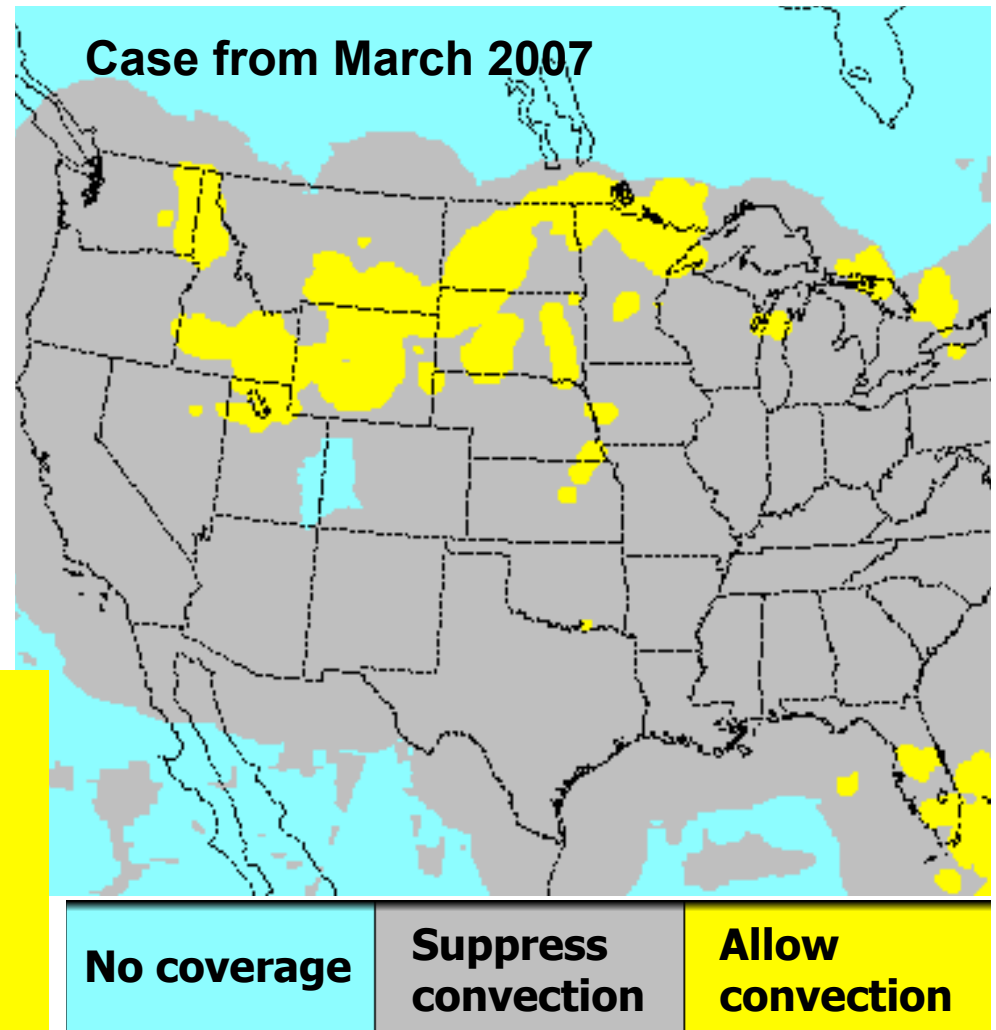 Case from March 2007
No coverage
Suppress
convection
Allow
convection